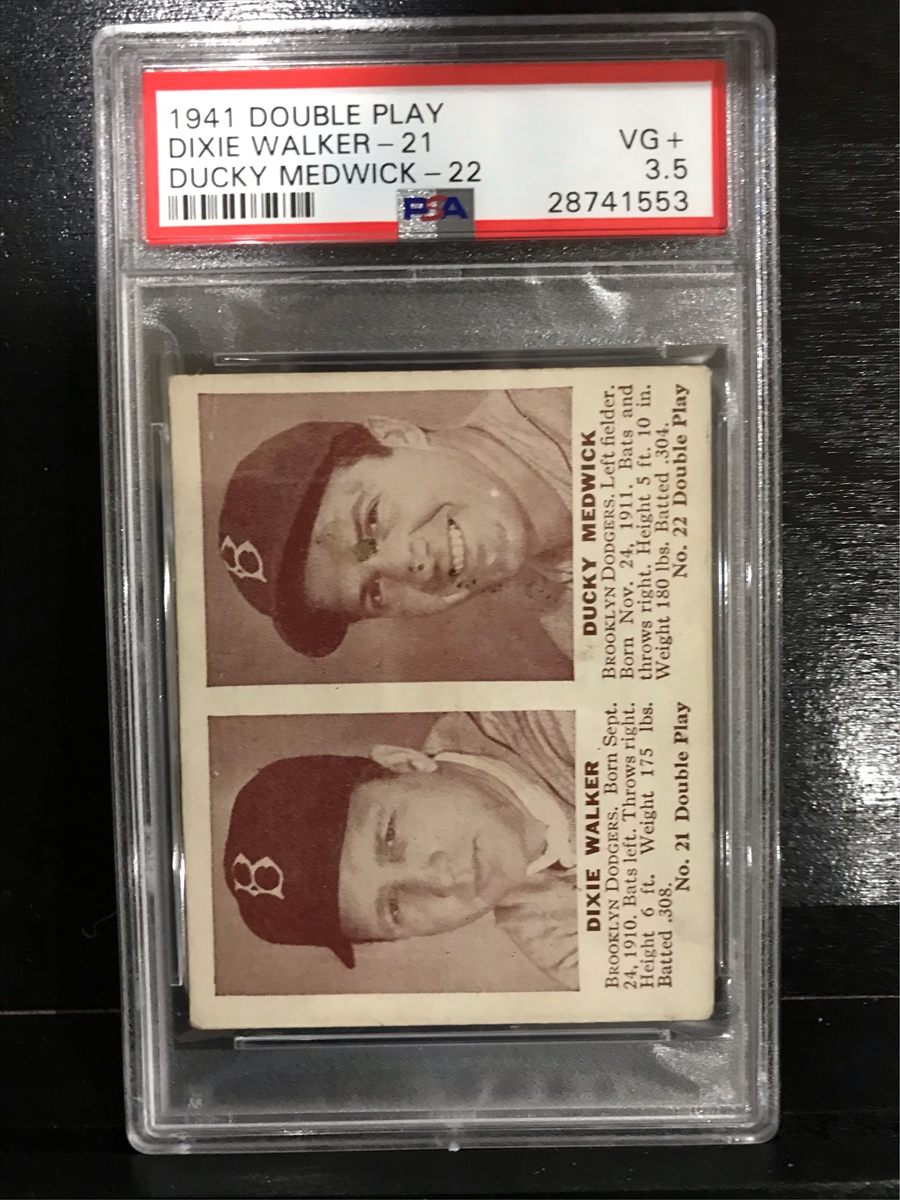 1941 DOUBLE PLAY
DIXIE WALKER – 21
DUCKY MEDWICK – 22
VG +
3.5
28741553
PSA
B
B
DIXIE WALKER
BROOKLYN DODGERS. Born Sept.
24, 1910. Bats left. Throws right.
Height 6 ft. Weight 175 lbs.
Batted .308.
No. 21 Double Play
DUCKY MEDWICK
BROOKLYN DODGERS. Left fielder.
Born Nov. 24, 1911. Bats and
throws right. Height 5 ft. 10 in.
Weight 180 lbs. Batted .304.
No. 22 Double Play